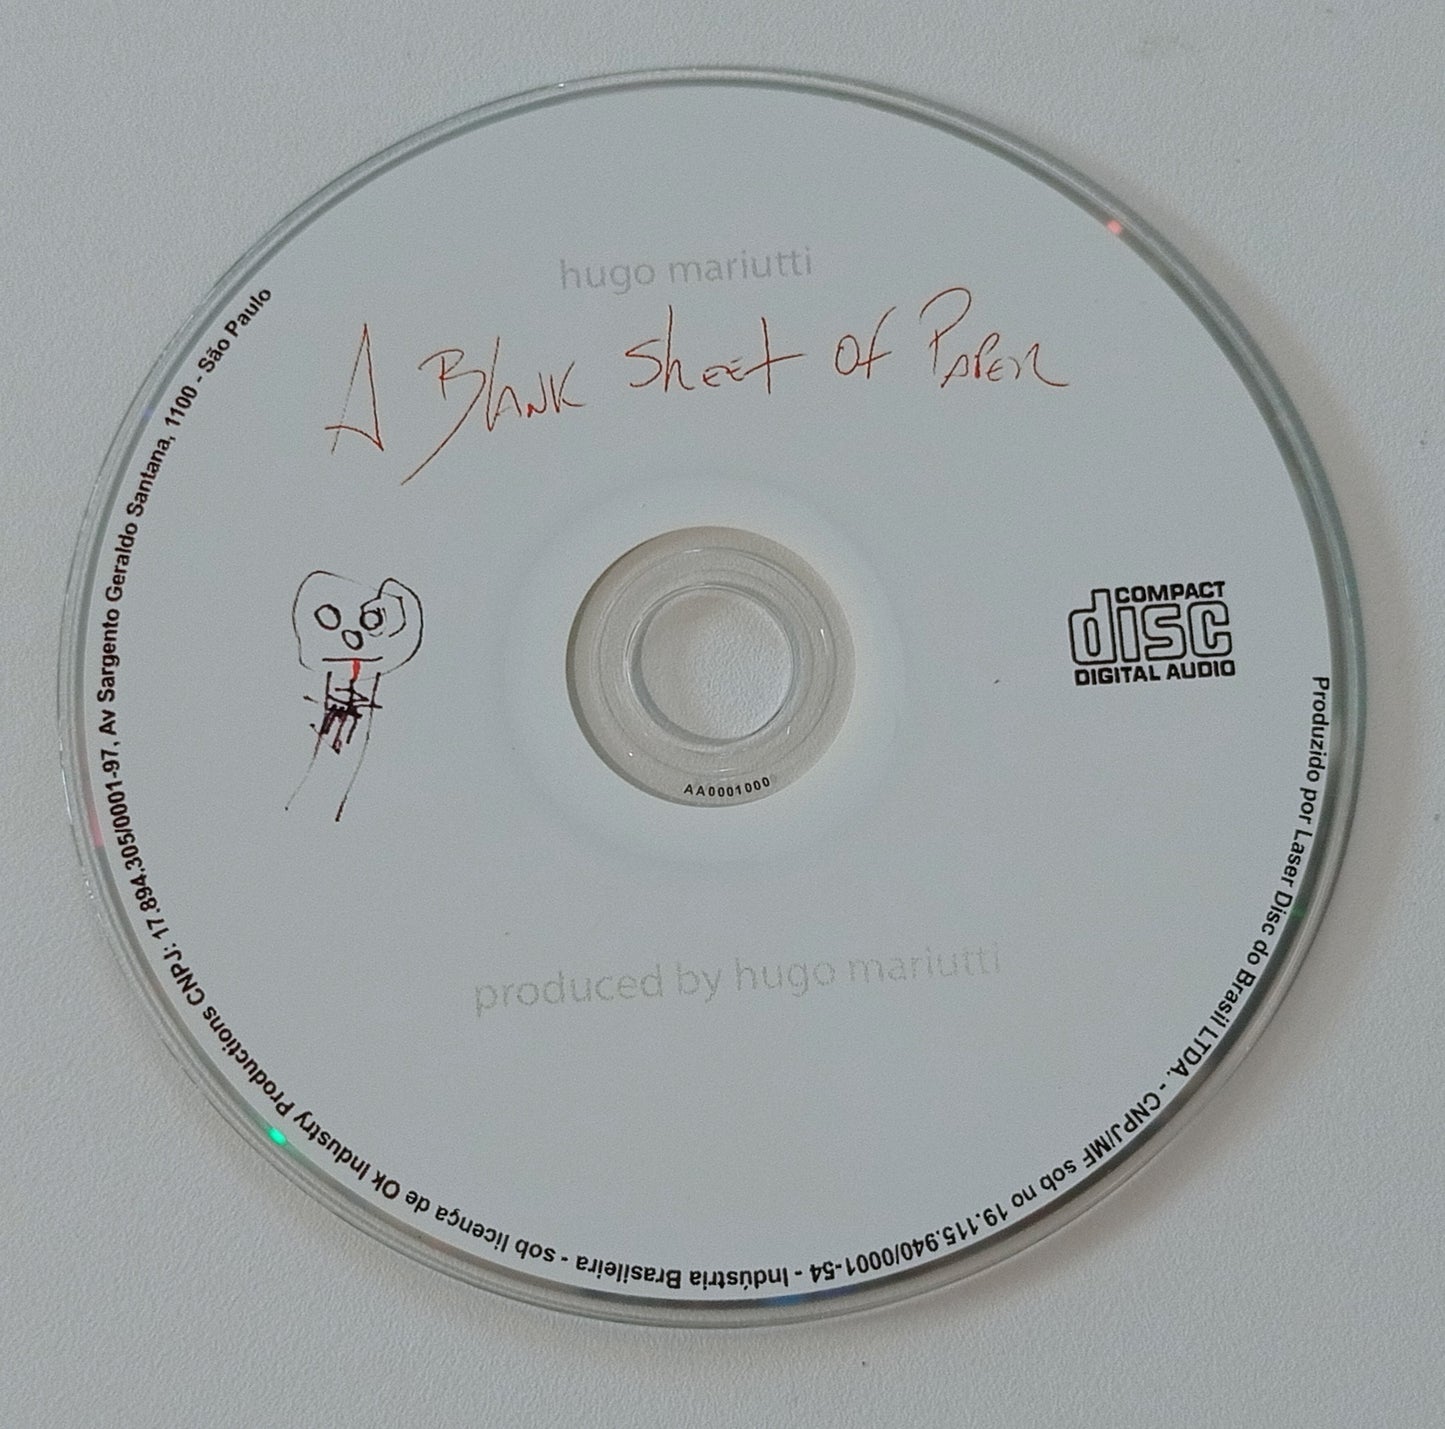 hugo mariutti
A Blank Sheet Of Paper
COMPACT
disc
DIGITAL AUDIO
AA0001000
produced by hugo mariutti
Produzido por Laser Disc do Brasil LTDA. - CNPJ/MF sob no 19.115.940/0001-54 - Indústria Brasileira - sob licença de Ok Industry Productions CNPJ: 17.894.305/0001-97, Av Sargento Geraldo Santana, 1100 - São Paulo